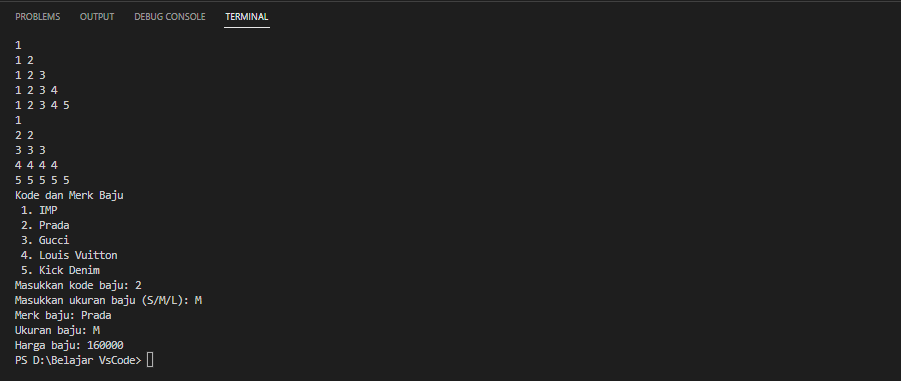 PROBLEMS OUTPUT DEBUG CONSOLE TERMINAL
1
1 2
1 2 3
1 2 3 4
1 2 3 4 5
1
2 2
3 3 3
4 4 4 4
5 5 5 5 5
Kode dan Merk Baju
1. IMP
2. Prada
3. Gucci
4. Louis Vuitton
5. Kick Denim
Masukkan kode baju: 2
Masukkan ukuran baju (S/M/L): M
Merk baju: Prada
Ukuran baju: M
Harga baju: 160000
PS D:\Belajar VsCode>